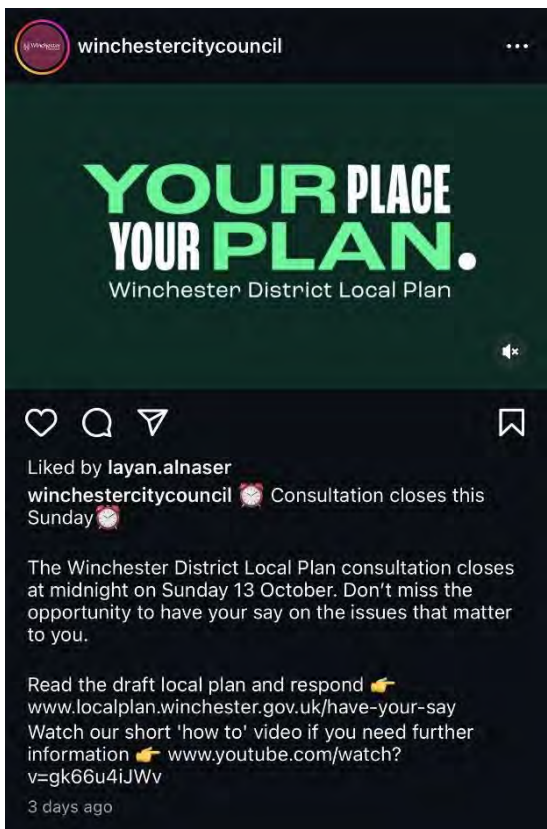 winchestercitycouncil
YOUR PLACE
YOUR PLAN.
Winchester District Local Plan
Liked by layan.alnaser
winchestercitycouncil ⏰ Consultation closes this
Sunday⏰
The Winchester District Local Plan consultation closes
at midnight on Sunday 13 October. Don’t miss the
opportunity to have your say on the issues that matter
to you.
Read the draft local plan and respond 👉
www.localplan.winchester.gov.uk/have-your-say
Watch our short 'how to' video if you need further
information 👉 www.youtube.com/watch?
v=gk66u4iJWv
3 days ago